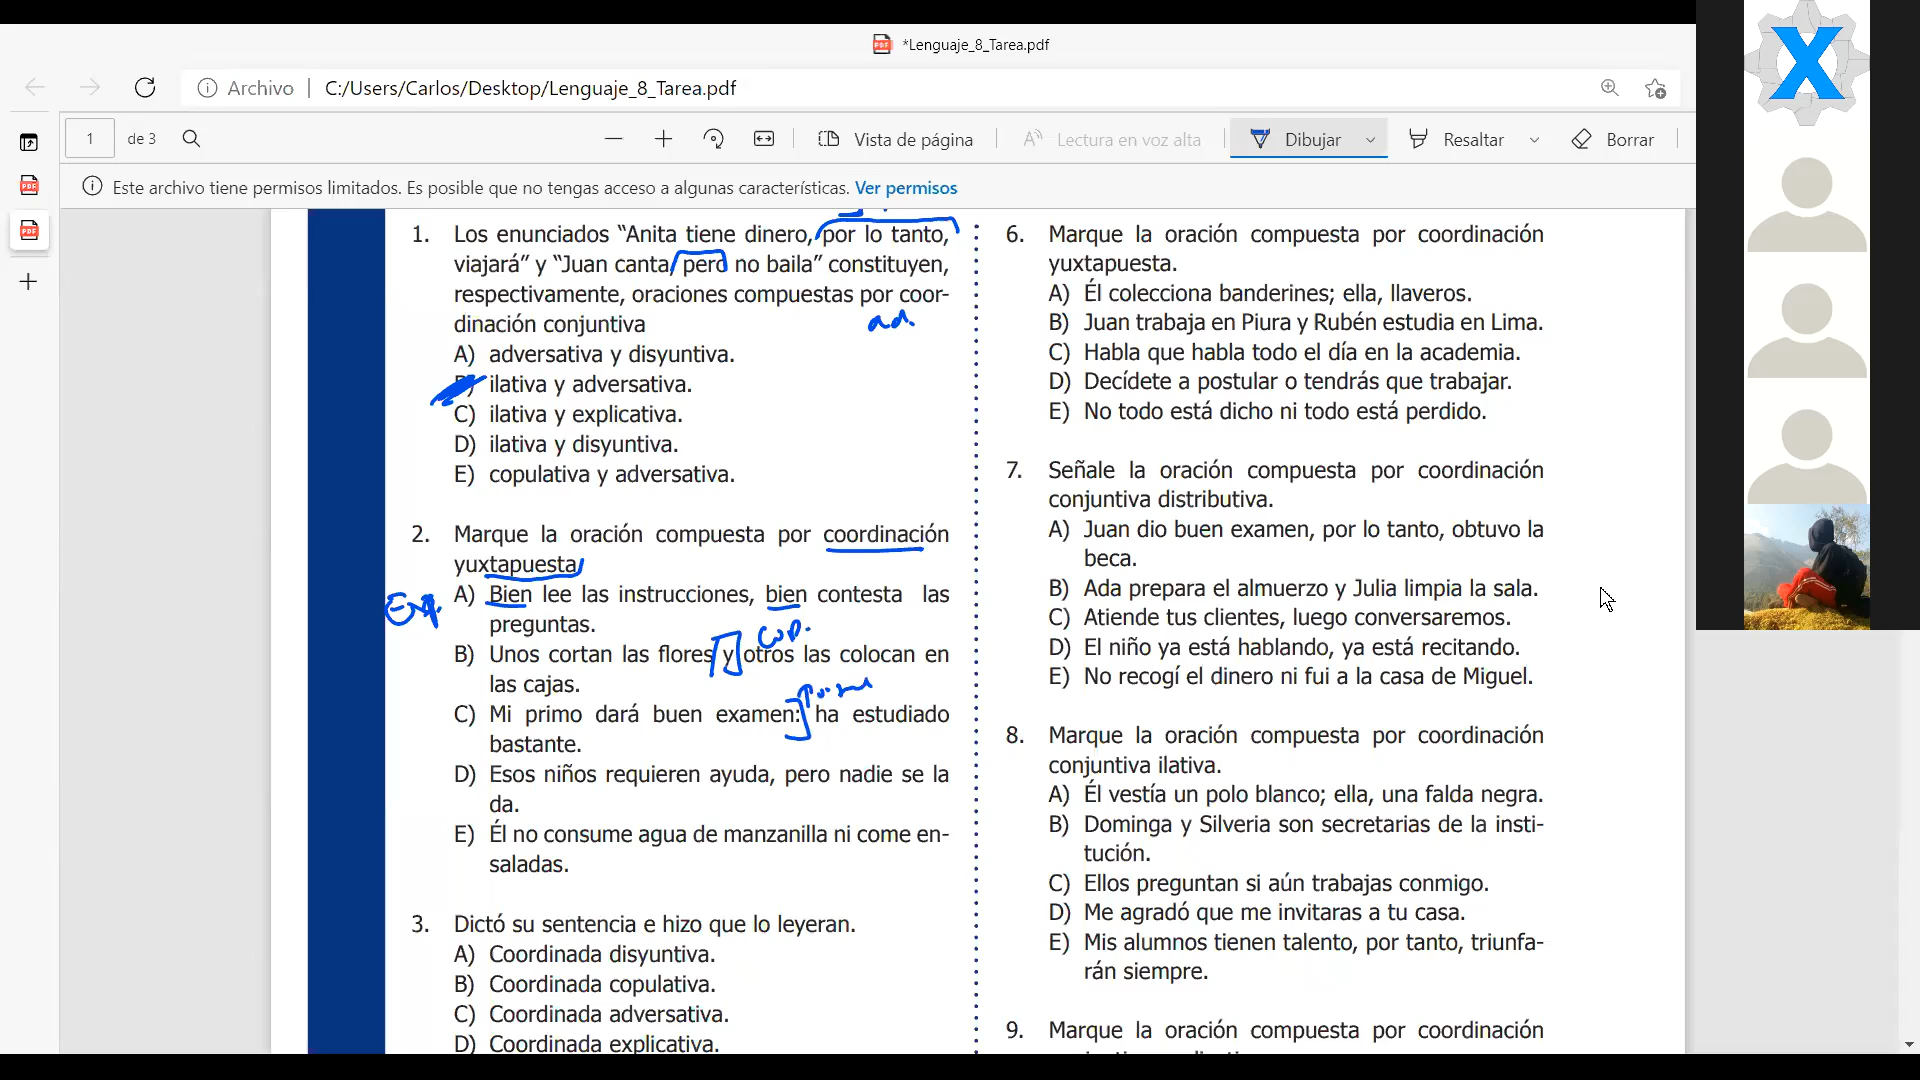 *Lenguaje_8_Tarea.pdf
Archivo | C:/Users/Carlos/Desktop/Lenguaje_8_Tarea.pdf
1 de 3 Vista de página Lectura en voz alta Dibujar Resaltar Borrar
Este archivo tiene permisos limitados. Es posible que no tengas acceso a algunas características. Ver permisos
1. Los enunciados “Anita tiene dinero, por lo tanto,
viajará” y “Juan canta pero no baila” constituyen,
respectivamente, oraciones compuestas por coor-
dinación conjuntiva
ad.
A) adversativa y disyuntiva.
B) ilativa y adversativa.
C) ilativa y explicativa.
D) ilativa y disyuntiva.
E) copulativa y adversativa.
2. Marque la oración compuesta por coordinación
yuxtapuesta
A) Bien lee las instrucciones, bien contesta las
preguntas.
cop.
B) Unos cortan las flores y otros las colocan en
las cajas.
C) Mi primo dará buen examen: ha estudiado
bastante.
D) Esos niños requieren ayuda, pero nadie se la
da.
E) Él no consume agua de manzanilla ni come en-
saladas.
3. Dictó su sentencia e hizo que lo leyeran.
A) Coordinada disyuntiva.
B) Coordinada copulativa.
C) Coordinada adversativa.
D) Coordinada explicativa.
6. Marque la oración compuesta por coordinación
yuxtapuesta.
A) Él colecciona banderines; ella, llaveros.
B) Juan trabaja en Piura y Rubén estudia en Lima.
C) Habla que habla todo el día en la academia.
D) Decídete a postular o tendrás que trabajar.
E) No todo está dicho ni todo está perdido.
7. Señale la oración compuesta por coordinación
conjuntiva distributiva.
A) Juan dio buen examen, por lo tanto, obtuvo la
beca.
B) Ada prepara el almuerzo y Julia limpia la sala.
C) Atiende tus clientes, luego conversaremos.
D) El niño ya está hablando, ya está recitando.
E) No recogí el dinero ni fui a la casa de Miguel.
8. Marque la oración compuesta por coordinación
conjuntiva ilativa.
A) Él vestía un polo blanco; ella, una falda negra.
B) Dominga y Silveria son secretarias de la insti-
tución.
C) Ellos preguntan si aún trabajas conmigo.
D) Me agradó que me invitaras a tu casa.
E) Mis alumnos tienen talento, por tanto, triunfa-
rán siempre.
9. Marque la oración compuesta por coordinación
X